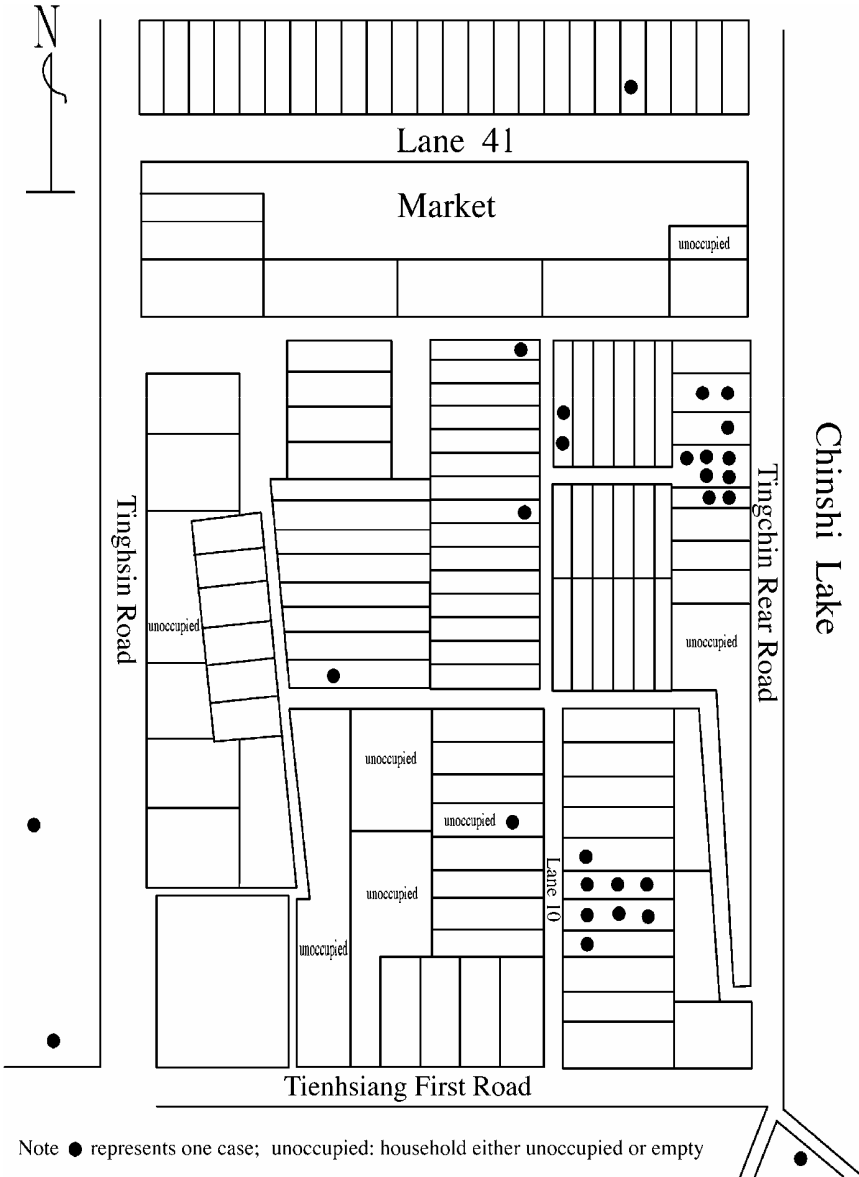 N
Lane 41
Market
unoccupied
Chinshi Lake
Tingchin Rear Road
Tinghsin Road
unoccupied
unoccupied
unoccupied
unoccupied
Lane 10
unoccupied
unoccupied
Tienhsiang First Road
Note ● represents one case; unoccupied: household either unoccupied or empty